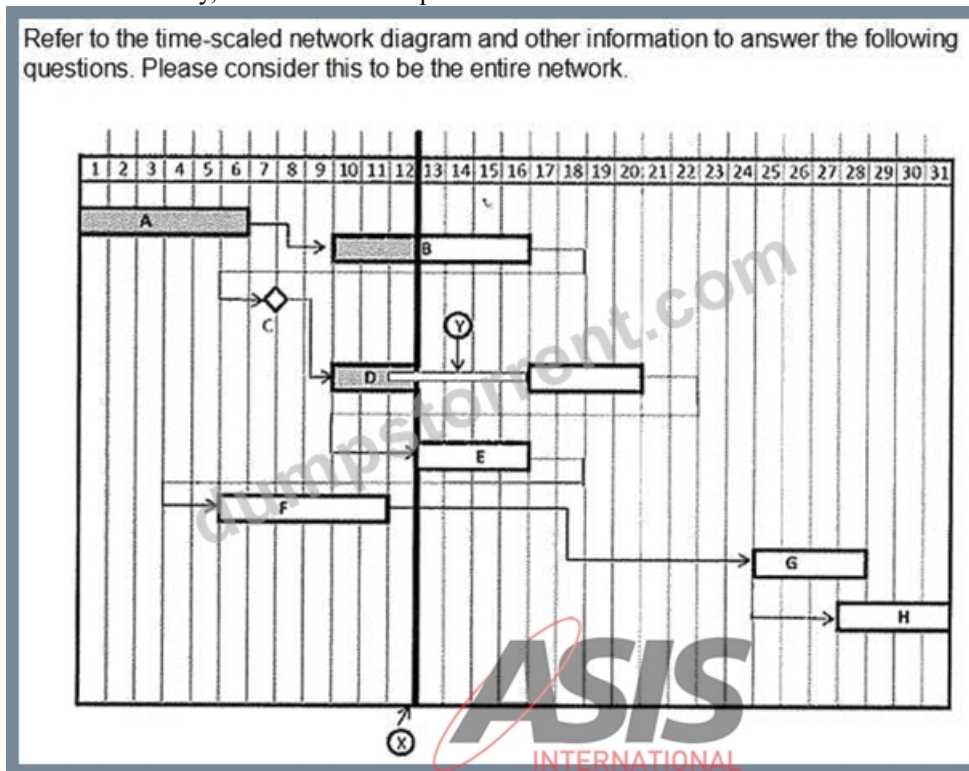 Refer to the time-scaled network diagram and other information to answer the following
questions. Please consider this to be the entire network.
1 2 3 4 5 6 7 8 9 10 11 12 13 14 15 16 17 18 19 20 21 22 23 24 25 26 27 28 29 30 31
A
B
C
Y
D
E
F
G
H
X
dumpstorrent.com
ASIS
INTERNATIONAL